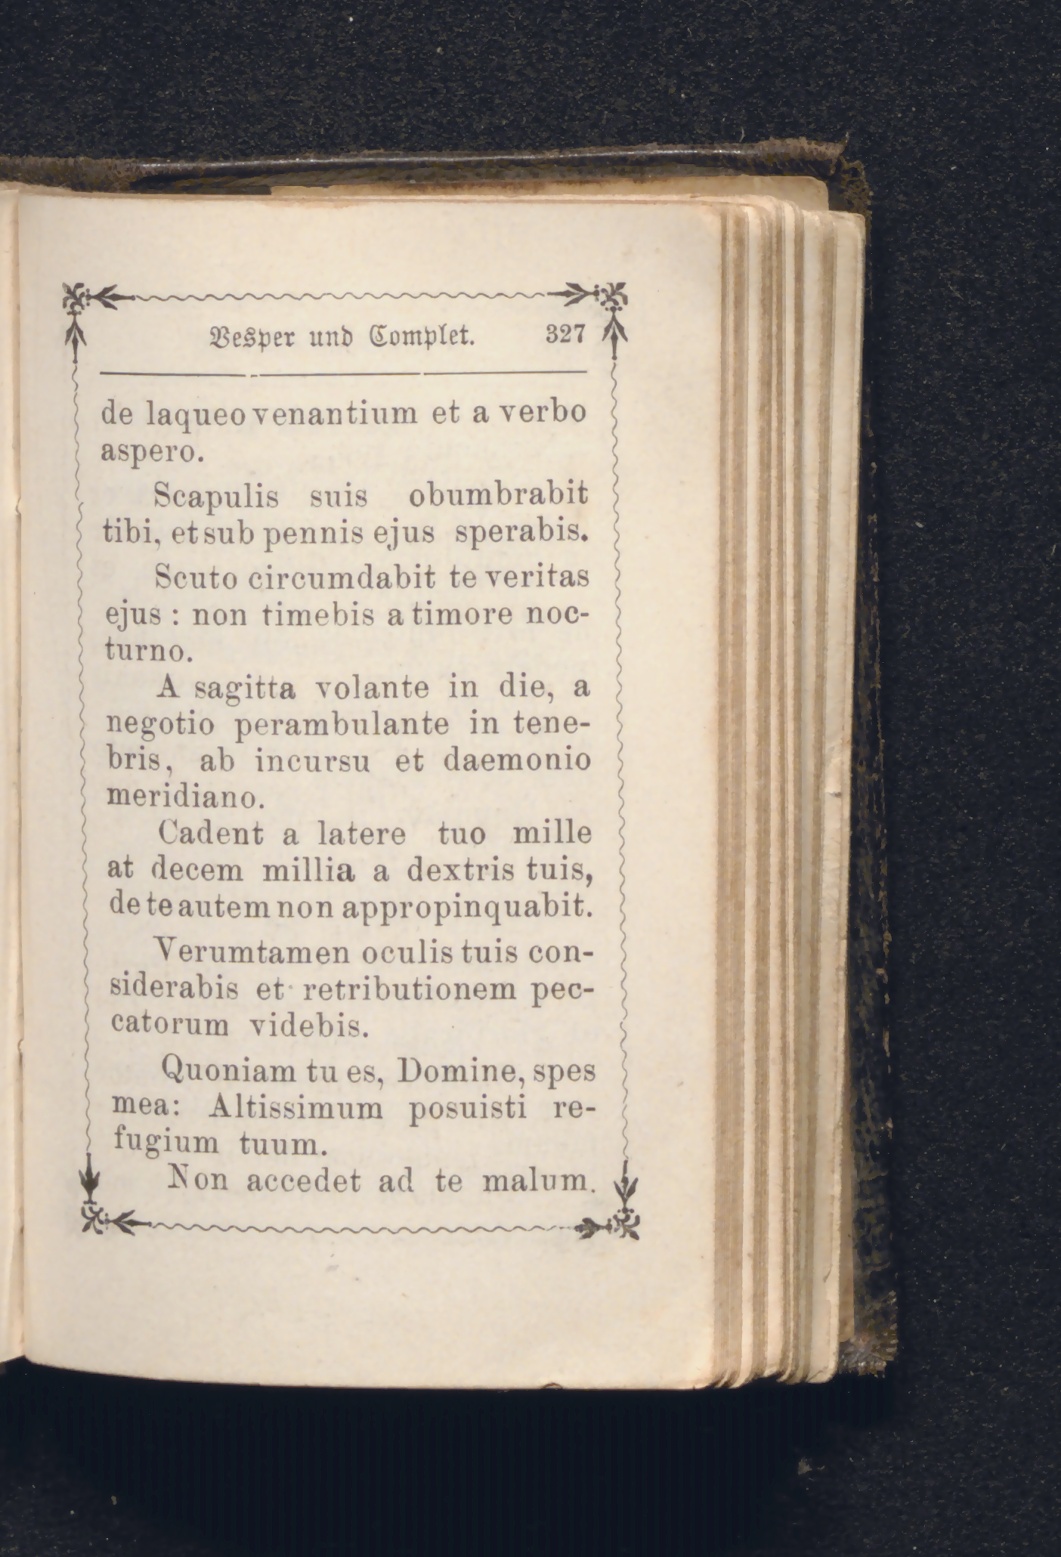 Vesper und Complet. 327
de laqueo venantium et a verbo
aspero.
Scapulis suis obumbrabit
tibi, et sub pennis ejus sperabis.
Scuto circumdabit te veritas
ejus : non timebis a timore noc-
turno.
A sagitta volante in die, a
negotio perambulante in tene-
bris, ab incursu et daemonio
meridiano.
Cadent a latere tuo mille
at decem millia a dextris tuis,
de te autem non appropinquabit.
Verumtamen oculis tuis con-
siderabis et retributionem pec-
catorum videbis.
Quoniam tu es, Domine, spes
mea: Altissimum posuisti re-
fugium tuum.
Non accedet ad te malum.